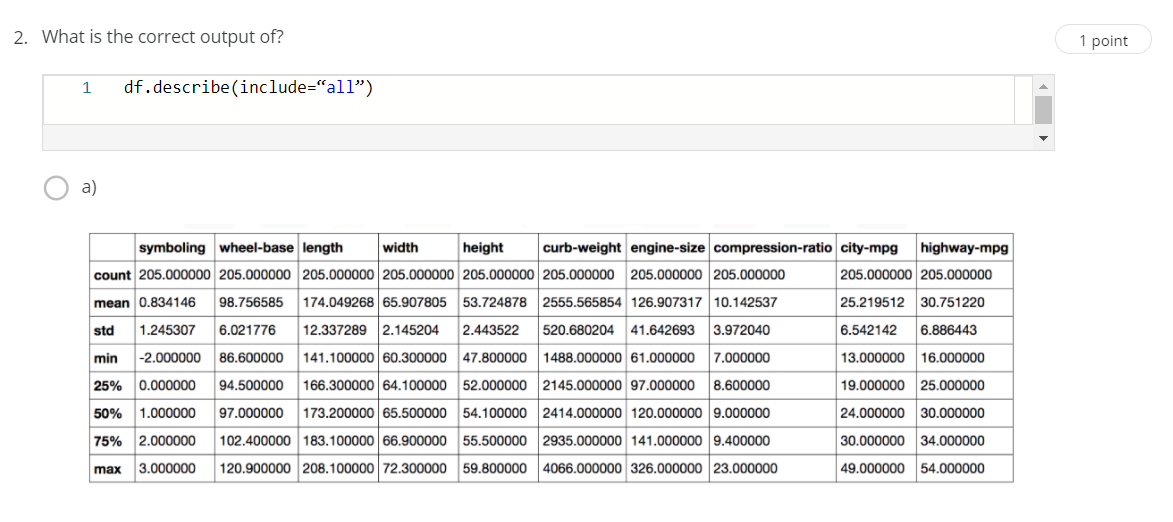 2. What is the correct output of?
1 point
1 df.describe(include=“all”)
a)
symboling wheel-base length width height curb-weight engine-size compression-ratio city-mpg highway-mpg
count 205.000000 205.000000 205.000000 205.000000 205.000000 205.000000 205.000000 205.000000 205.000000 205.000000
mean 0.834146 98.756585 174.049268 65.907805 53.724878 2555.565854 126.907317 10.142537 25.219512 30.751220
std 1.245307 6.021776 12.337289 2.145204 2.443522 520.680204 41.642693 3.972040 6.542142 6.886443
min -2.000000 86.600000 141.100000 60.300000 47.800000 1488.000000 61.000000 7.000000 13.000000 16.000000
25% 0.000000 94.500000 166.300000 64.100000 52.000000 2145.000000 97.000000 8.600000 19.000000 25.000000
50% 1.000000 97.000000 173.200000 65.500000 54.100000 2414.000000 120.000000 9.000000 24.000000 30.000000
75% 2.000000 102.400000 183.100000 66.900000 55.500000 2935.000000 141.000000 9.400000 30.000000 34.000000
max 3.000000 120.900000 208.100000 72.300000 59.800000 4066.000000 326.000000 23.000000 49.000000 54.000000